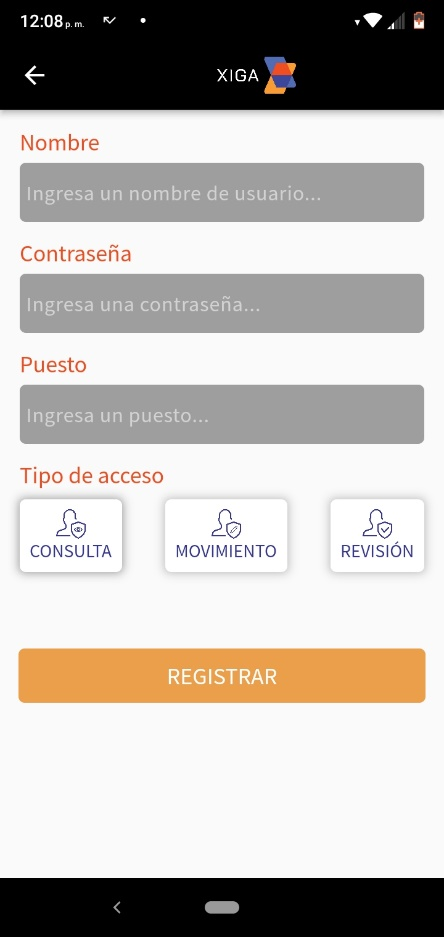 12:08 p. m.
XIGA
Nombre
Ingresa un nombre de usuario...
Contraseña
Ingresa una contraseña...
Puesto
Ingresa un puesto...
Tipo de acceso
CONSULTA
MOVIMIENTO
REVISIÓN
REGISTRAR